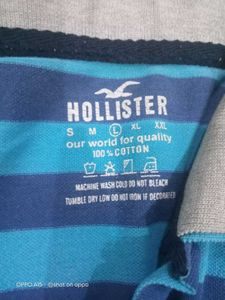 HOLLISTER
S M L XL XXL
our world for quality
100% COTTON
MACHINE WASH COLD DO NOT BLEACH
TUMBLE DRY LOW DO NOT IRON IF DECORATED
OPPO A15 · @shot on oppo